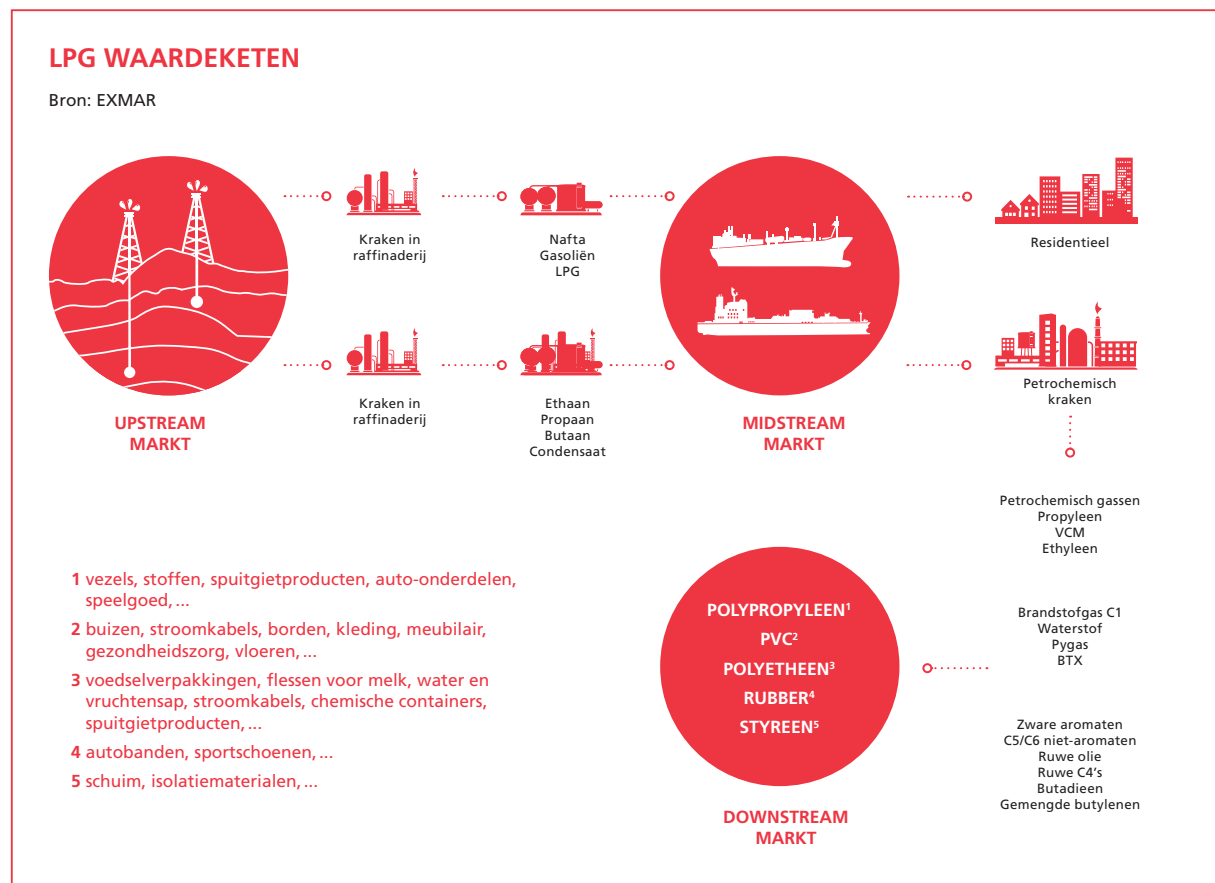 LPG WAARDEKETEN
Bron: EXMAR
Kraken in
raffinaderij
Nafta
Gasoliën
LPG
Residentieel
Kraken in
raffinaderij
Ethaan
Propaan
Butaan
Condensaat
Petrochemisch
kraken
UPSTREAM
MARKT
MIDSTREAM
MARKT
Petrochemisch gassen
Propyleen
VCM
Ethyleen
Brandstofgas C1
Waterstof
Pygas
BTX
Zware aromaten
C5/C6 niet-aromaten
Ruwe olie
Ruwe C4's
Butadieen
Gemengde butylenen
POLYPROPYLEEN¹
PVC²
POLYETHEEN³
RUBBER⁴
STYREEN⁵
DOWNSTREAM
MARKT
1 vezels, stoffen, spuitgietproducten, auto-onderdelen,
speelgoed, ...
2 buizen, stroomkabels, borden, kleding, meubilair,
gezondheidszorg, vloeren, ...
3 voedselverpakkingen, flessen voor melk, water en
vruchtensap, stroomkabels, chemische containers,
spuitgietproducten, ...
4 autobanden, sportschoenen, ...
5 schuim, isolatiematerialen, ...